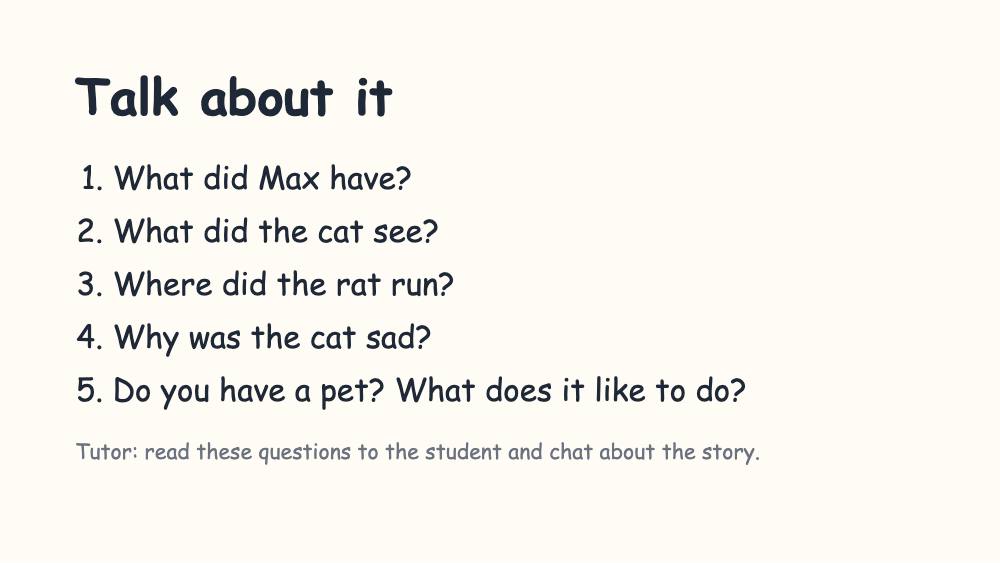 Talk about it
1. What did Max have?
2. What did the cat see?
3. Where did the rat run?
4. Why was the cat sad?
5. Do you have a pet? What does it like to do?
Tutor: read these questions to the student and chat about the story.